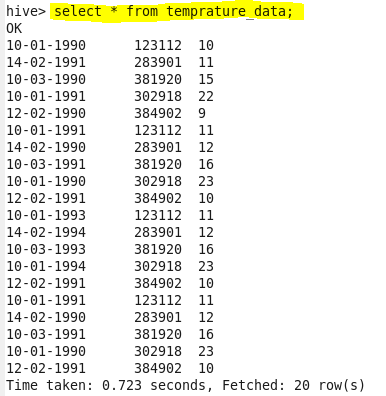 hive> select * from temprature_data;
OK
10-01-1990 123112 10
14-02-1991 283901 11
10-03-1990 381920 15
10-01-1991 302918 22
12-02-1990 384902 9
10-01-1991 123112 11
14-02-1990 283901 12
10-03-1991 381920 16
10-01-1990 302918 23
12-02-1991 384902 10
10-01-1993 123112 11
14-02-1994 283901 12
10-03-1993 381920 16
10-01-1994 302918 23
12-02-1991 384902 10
10-01-1991 123112 11
14-02-1990 283901 12
10-03-1991 381920 16
10-01-1990 302918 23
12-02-1991 384902 10
Time taken: 0.723 seconds, Fetched: 20 row(s)